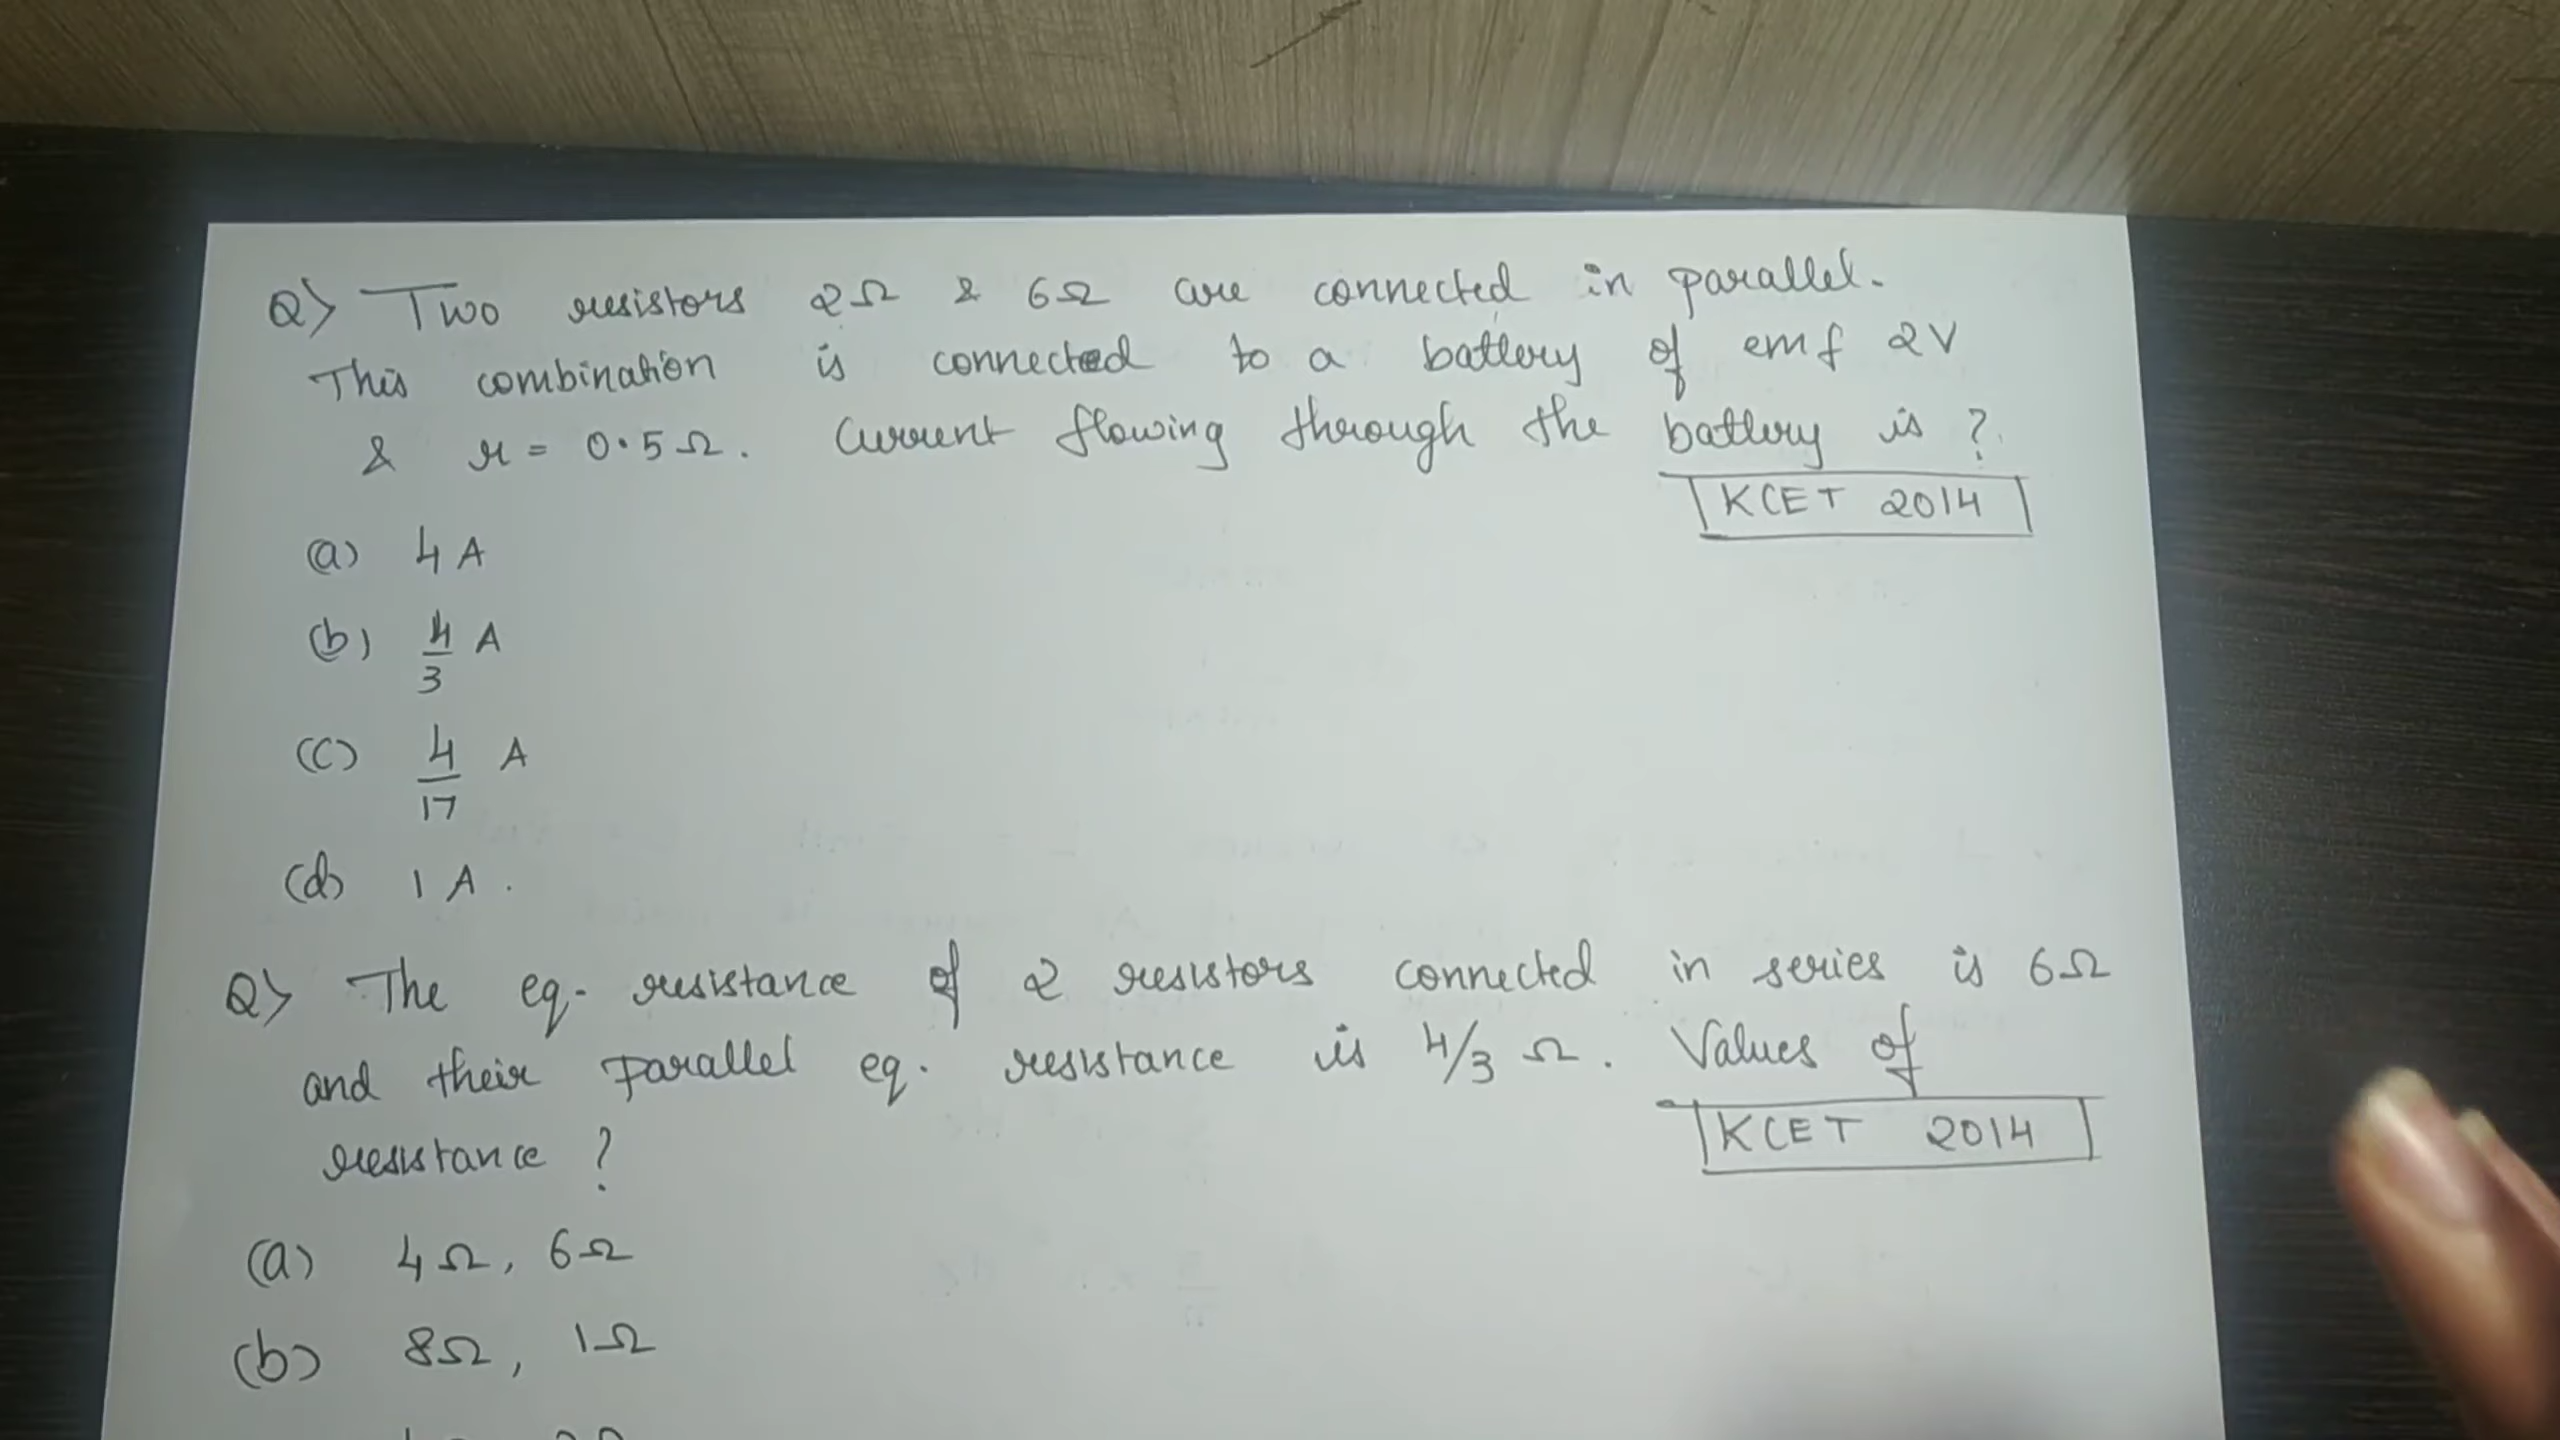 Q> Two resistors 2Ω & 6Ω are connected in parallel.
This combination is connected to a battery of emf 2V
& r = 0.5Ω. Current flowing through the battery is ?
KCET 2014
(a) 4 A
(b) 4/3 A
(c) 4/17 A
(d) 1 A.
Q> The eq. resistance of 2 resistors connected in series is 6Ω
and their parallel eq. resistance is 4/3 Ω. Values of
KCET 2014
resistance ?
(a) 4Ω, 6Ω
(b) 8Ω, 1Ω